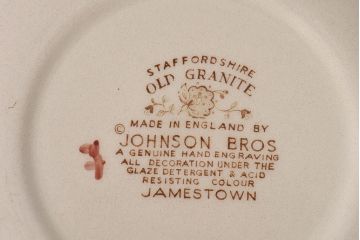 STAFFORDSHIRE
OLD GRANITE
© MADE IN ENGLAND BY
JOHNSON BROS
A GENUINE HAND ENGRAVING
ALL DECORATION UNDER THE
GLAZE DETERGENT & ACID
RESISTING COLOUR
JAMESTOWN